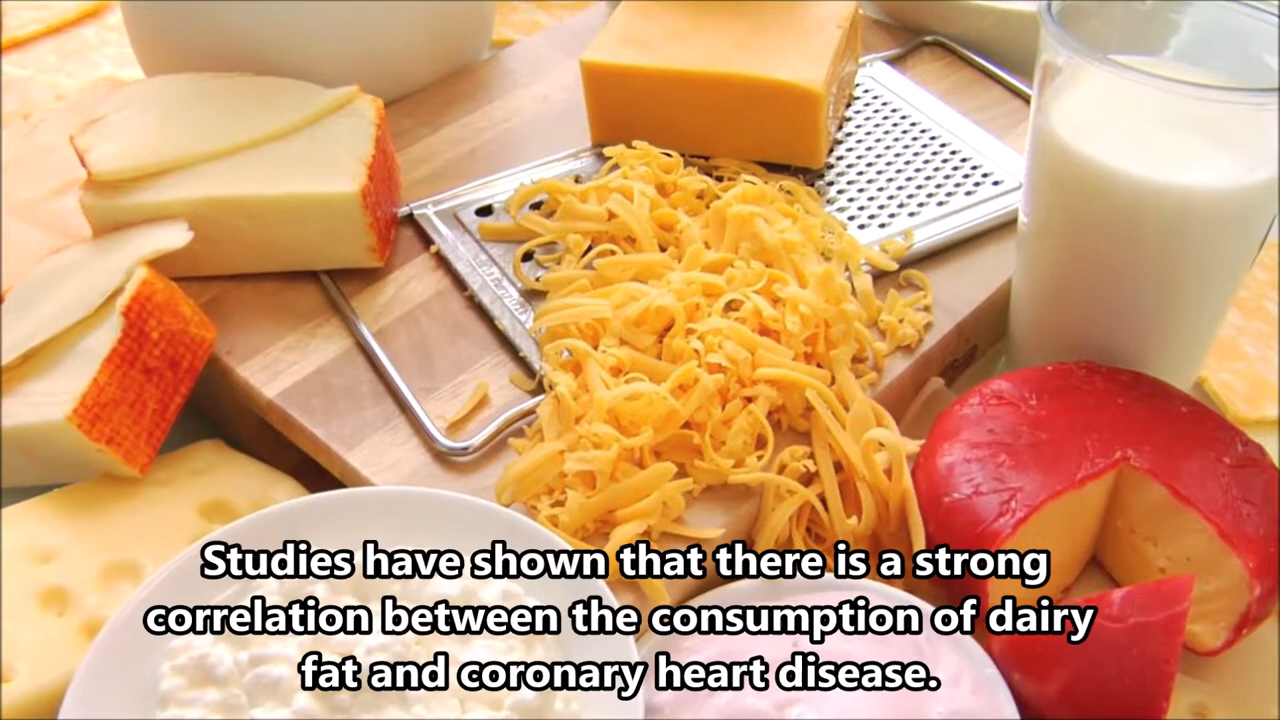 Studies have shown that there is a strong
correlation between the consumption of dairy
fat and coronary heart disease.